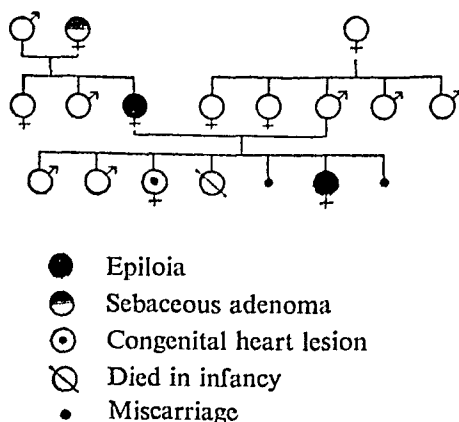 Epiloia
Sebaceous adenoma
Congenital heart lesion
Died in infancy
Miscarriage